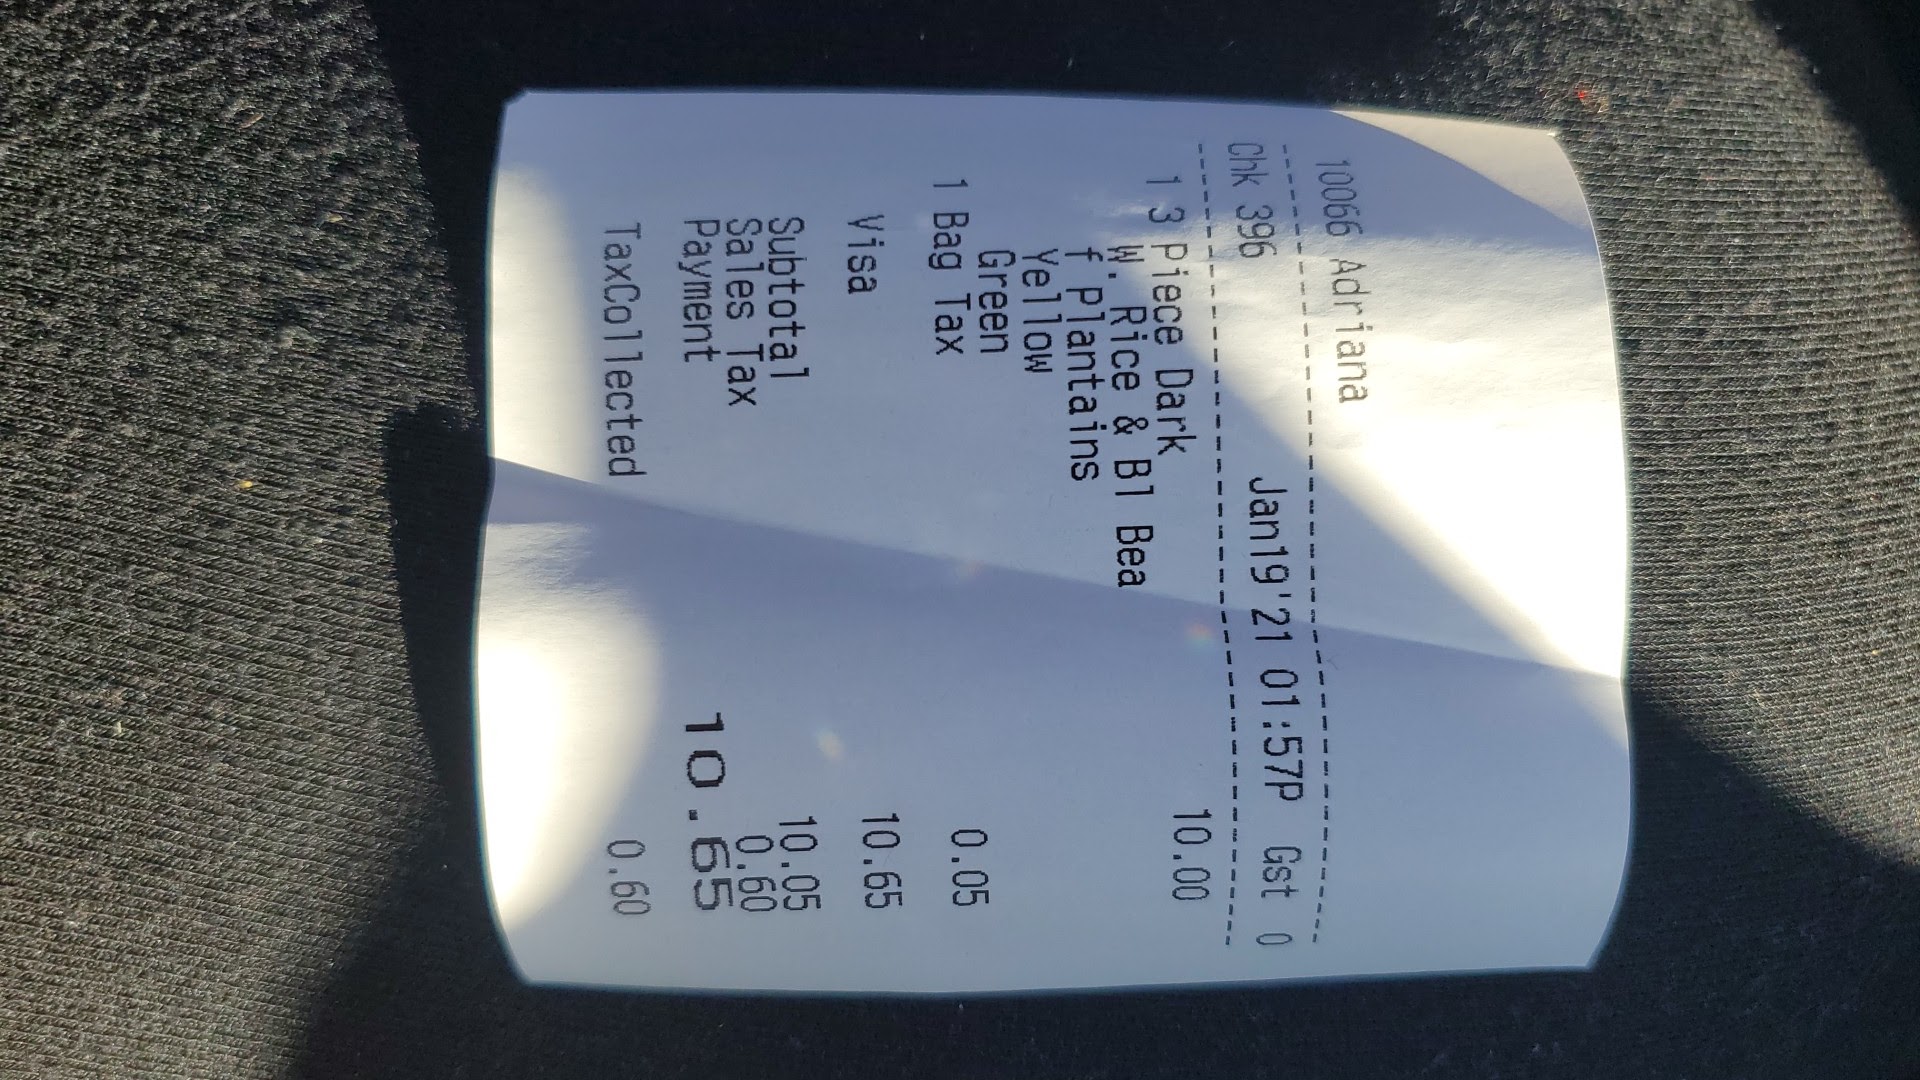 10066 Adriana
--------------------------------------
Chk 396 Jan19'21 01:57P Gst 0
--------------------------------------
1 3 Piece Dark 10.00
W. Rice & Bl Bea
f Plantains
Yellow
Green
1 Bag Tax 0.05
Visa 10.65
Subtotal 10.05
Sales Tax 0.60
Payment 10.65
TaxCollected 0.60